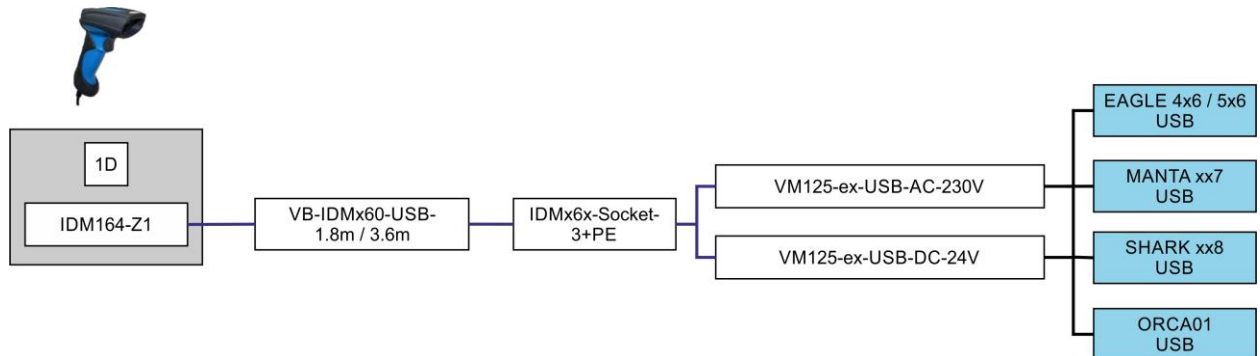 1D
IDM164-Z1
VB-IDMx60-USB-
1.8m / 3.6m
IDMx6x-Socket-
3+PE
VM125-ex-USB-AC-230V
VM125-ex-USB-DC-24V
EAGLE 4x6 / 5x6
USB
MANTA xx7
USB
SHARK xx8
USB
ORCA01
USB